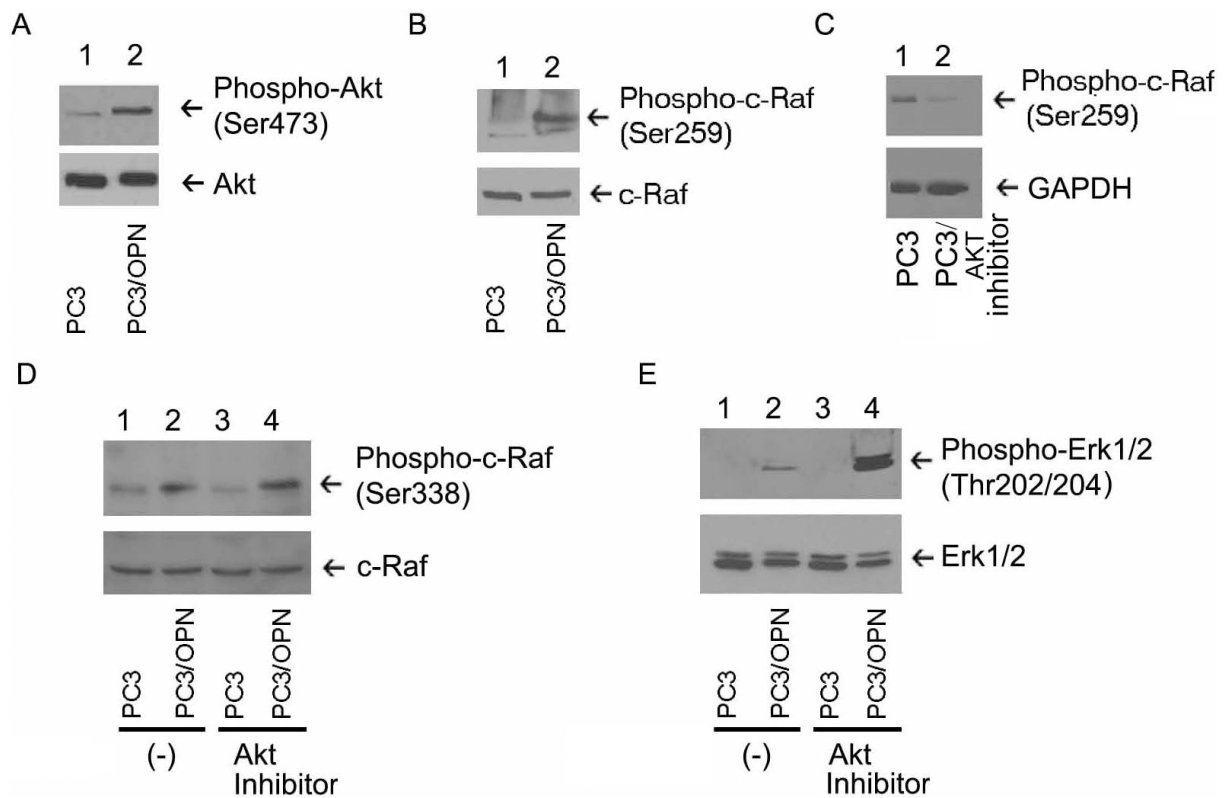 A
1 2
Phospho-Akt
(Ser473)
Akt
PC3
PC3/OPN
B
1 2
Phospho-c-Raf
(Ser259)
c-Raf
PC3
PC3/OPN
C
1 2
Phospho-c-Raf
(Ser259)
GAPDH
PC3
PC3/
AKT
inhibitor
D
1 2 3 4
Phospho-c-Raf
(Ser338)
c-Raf
PC3
PC3/OPN
PC3
PC3/OPN
(-)
Akt
Inhibitor
E
1 2 3 4
Phospho-Erk1/2
(Thr202/204)
Erk1/2
PC3
PC3/OPN
PC3
PC3/OPN
(-)
Akt
Inhibitor